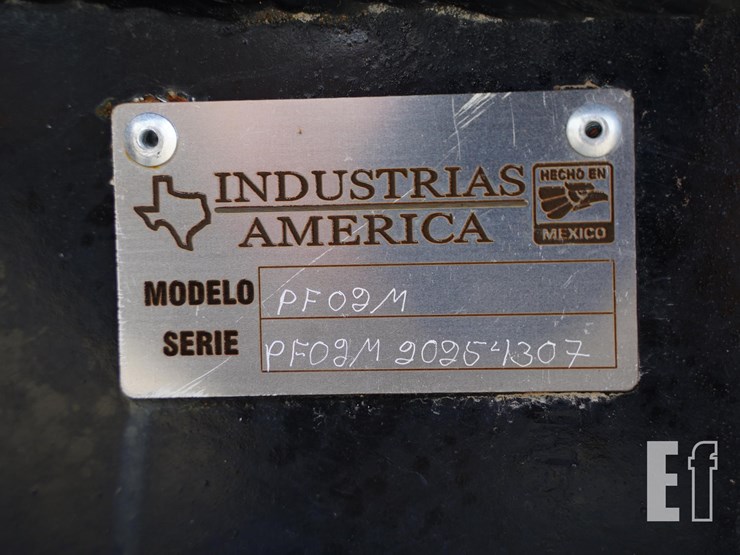 INDUSTRIAS
AMERICA
HECHO EN
MEXICO
MODELO PF02M
SERIE PF02M 20254307
Ef